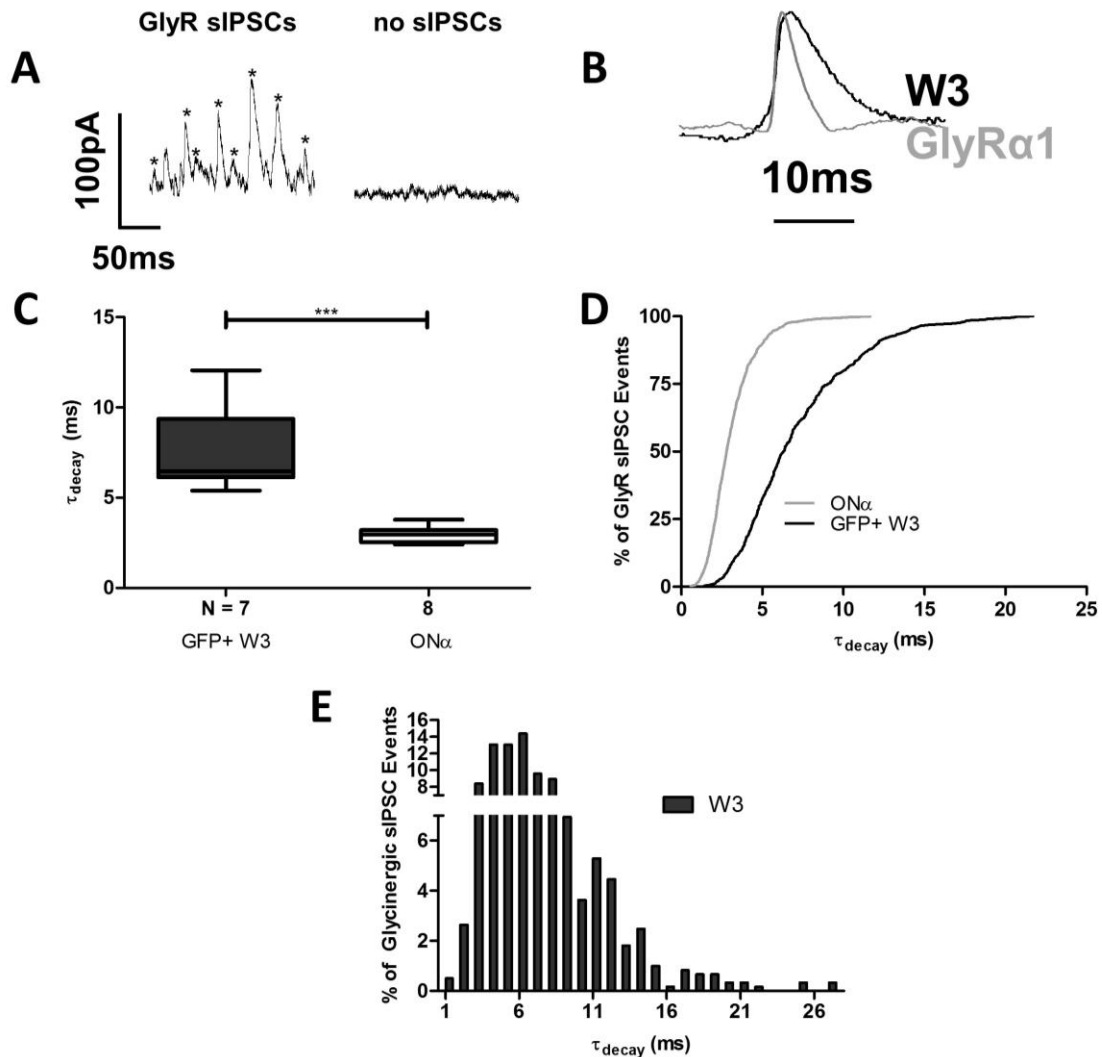 GlyR sIPSCs
no sIPSCs
A
* * * * * * * *
100pA
50ms
B
W3
GlyRα1
10ms
C
15
10
5
0
τdecay (ms)
***
N = 7
8
GFP+ W3
ONα
D
100
75
50
25
0
% of GlyR sIPSC Events
ONα
GFP+ W3
0 5 10 15 20 25
τdecay (ms)
E
16
14
12
10
8
6
4
2
0
% of Glycinergic sIPSC Events
W3
1 6 11 16 21 26
τdecay (ms)